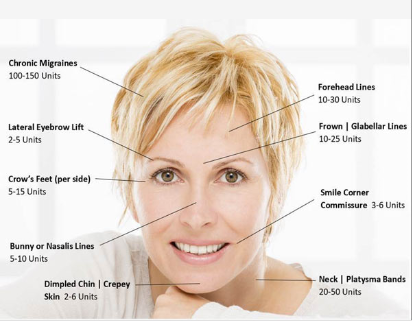 Chronic Migraines
100-150 Units
Lateral Eyebrow Lift
2-5 Units
Crow's Feet (per side)
5-15 Units
Bunny or Nasalis Lines
5-10 Units
Dimpled Chin | Crepey
Skin 2-6 Units
Forehead Lines
10-30 Units
Frown | Glabellar Lines
10-25 Units
Smile Corner
Commissure 3-6 Units
Neck | Platysma Bands
20-50 Units